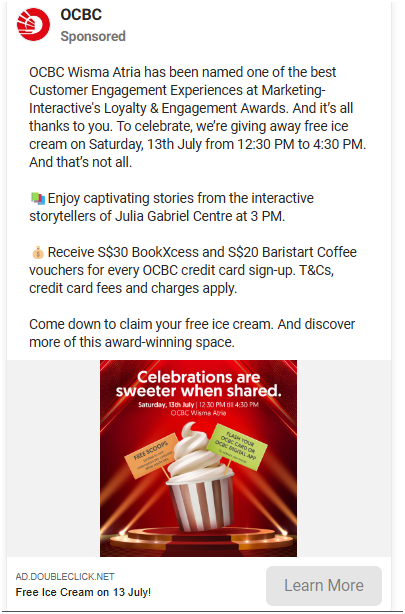 OCBC
Sponsored
OCBC Wisma Atria has been named one of the best
Customer Engagement Experiences at Marketing-
Interactive's Loyalty & Engagement Awards. And it's all
thanks to you. To celebrate, we're giving away free ice
cream on Saturday, 13th July from 12:30 PM to 4:30 PM.
And that's not all.
📚Enjoy captivating stories from the interactive
storytellers of Julia Gabriel Centre at 3 PM.
💰Receive S$30 BookXcess and S$20 Baristart Coffee
vouchers for every OCBC credit card sign-up. T&Cs,
credit card fees and charges apply.
Come down to claim your free ice cream. And discover
more of this award-winning space.
Celebrations are
sweeter when shared.
Saturday, 13th July | 12:30 PM till 4:30 PM
OCBC Wisma Atria
FREE SCOOPS
FLASH YOUR
OCBC CARD OR
OCBC DIGITAL APP
AD.DOUBLECLICK.NET
Free Ice Cream on 13 July!
Learn More